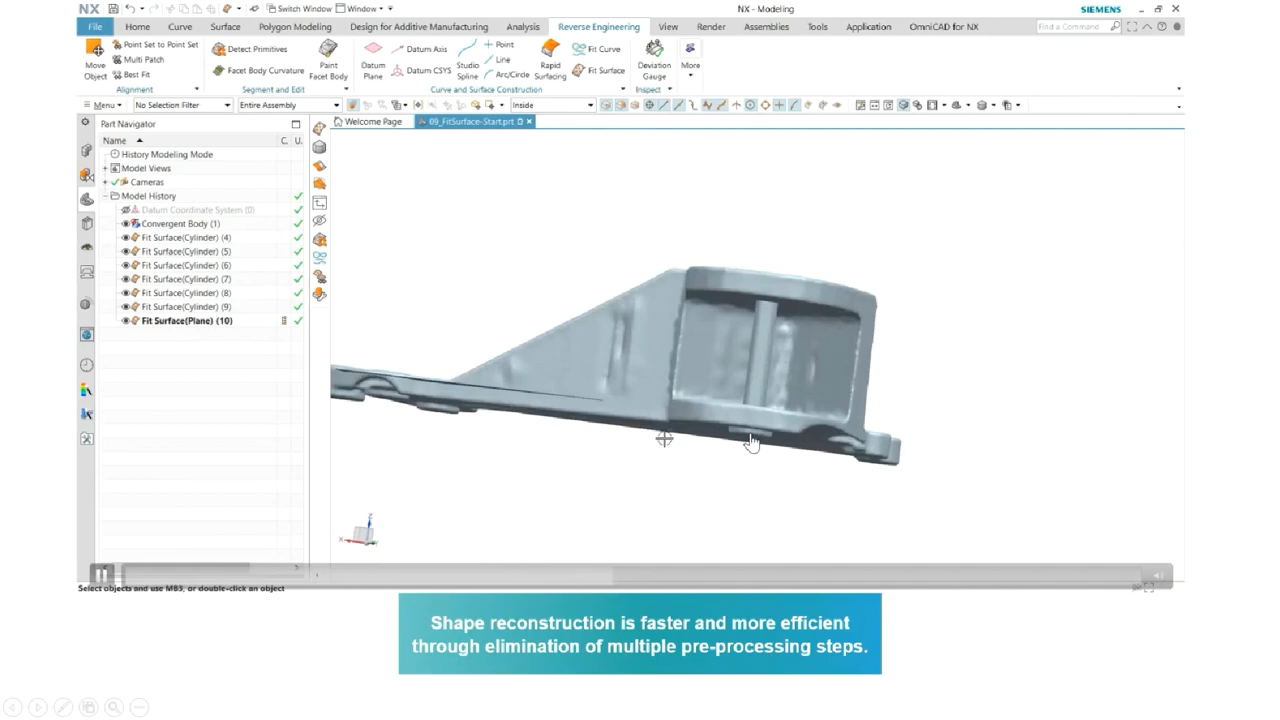 NX
Switch Window
Window
NX - Modeling
SIEMENS
File
Home
Curve
Surface
Polygon Modeling
Design for Additive Manufacturing
Analysis
Reverse Engineering
View
Render
Assemblies
Tools
Application
OmniCAD for NX
Find a Command
Move Object
Point Set to Point Set
Multi Patch
Best Fit
Alignment
Detect Primitives
Facet Body Curvature
Paint Facet Body
Segment and Edit
Datum Plane
Datum Axis
Datum CSYS
Studio Spline
Point
Line
Arc/Circle
Rapid Surfacing
Fit Curve
Fit Surface
Curve and Surface Construction
Deviation Gauge
Inspect
More
Menu
No Selection Filter
Entire Assembly
Inside
Part Navigator
Welcome Page
09_FitSurface-Start.prt
Name
C.
U.
History Modeling Mode
Model Views
Cameras
Model History
Datum Coordinate System (0)
Convergent Body (1)
Fit Surface(Cylinder) (4)
Fit Surface(Cylinder) (5)
Fit Surface(Cylinder) (6)
Fit Surface(Cylinder) (7)
Fit Surface(Cylinder) (8)
Fit Surface(Cylinder) (9)
Fit Surface(Plane) (10)
Z
X
Select objects and use MB3, or double-click an object
Shape reconstruction is faster and more efficient
through elimination of multiple pre-processing steps.